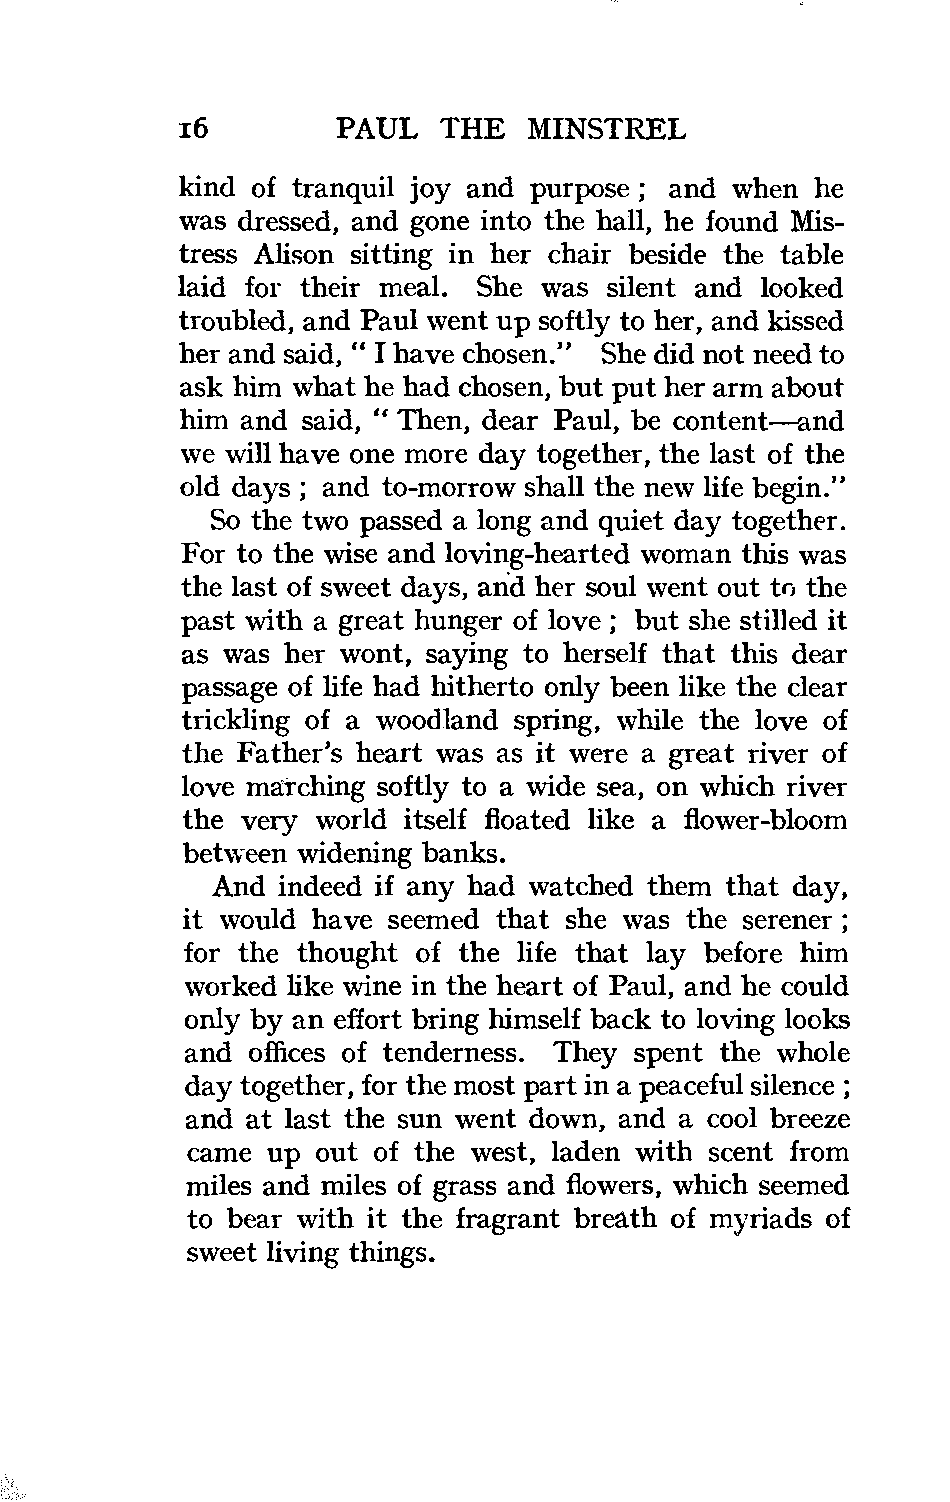 16 PAUL THE MINSTREL
kind of tranquil joy and purpose ; and when he
was dressed, and gone into the hall, he found Mis-
tress Alison sitting in her chair beside the table
laid for their meal. She was silent and looked
troubled, and Paul went up softly to her, and kissed
her and said, “ I have chosen.” She did not need to
ask him what he had chosen, but put her arm about
him and said, “ Then, dear Paul, be content—and
we will have one more day together, the last of the
old days ; and to-morrow shall the new life begin.”
So the two passed a long and quiet day together.
For to the wise and loving-hearted woman this was
the last of sweet days, and her soul went out to the
past with a great hunger of love ; but she stilled it
as was her wont, saying to herself that this dear
passage of life had hitherto only been like the clear
trickling of a woodland spring, while the love of
the Father’s heart was as it were a great river of
love marching softly to a wide sea, on which river
the very world itself floated like a flower-bloom
between widening banks.
And indeed if any had watched them that day,
it would have seemed that she was the serener ;
for the thought of the life that lay before him
worked like wine in the heart of Paul, and he could
only by an effort bring himself back to loving looks
and offices of tenderness. They spent the whole
day together, for the most part in a peaceful silence ;
and at last the sun went down, and a cool breeze
came up out of the west, laden with scent from
miles and miles of grass and flowers, which seemed
to bear with it the fragrant breath of myriads of
sweet living things.